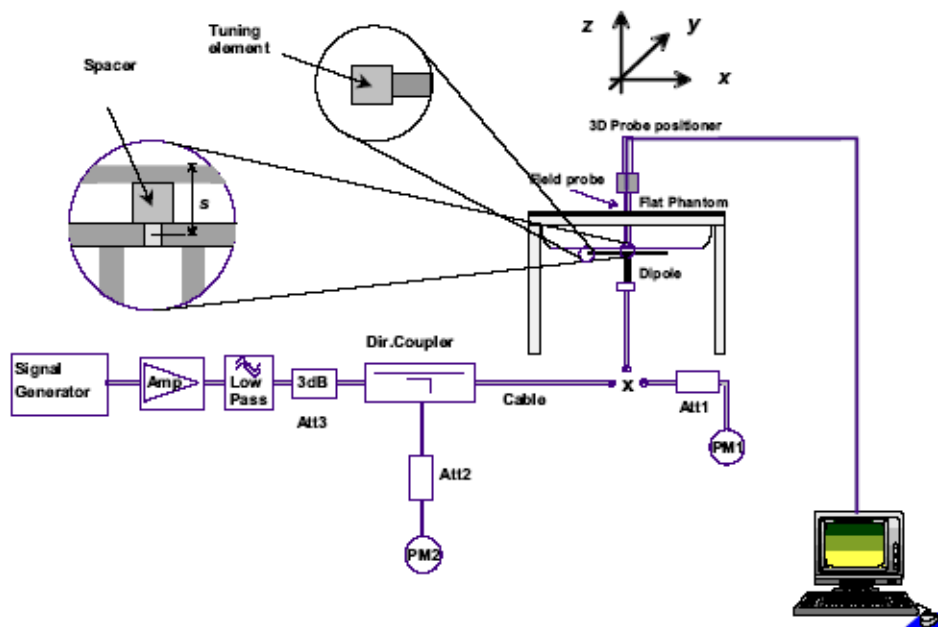 Tuning
element
Spacer
z
y
x
3D Probe positioner
Field probe
Flat Phantom
s
Dipole
Dir.Coupler
Signal
Generator
Amp
Low
Pass
3dB
Att3
Cable
x
Att1
PM1
Att2
PM2